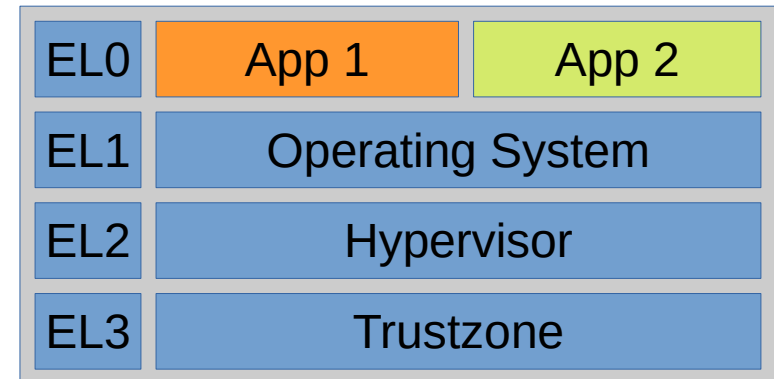 EL0 App 1 App 2
EL1 Operating System
EL2 Hypervisor
EL3 Trustzone